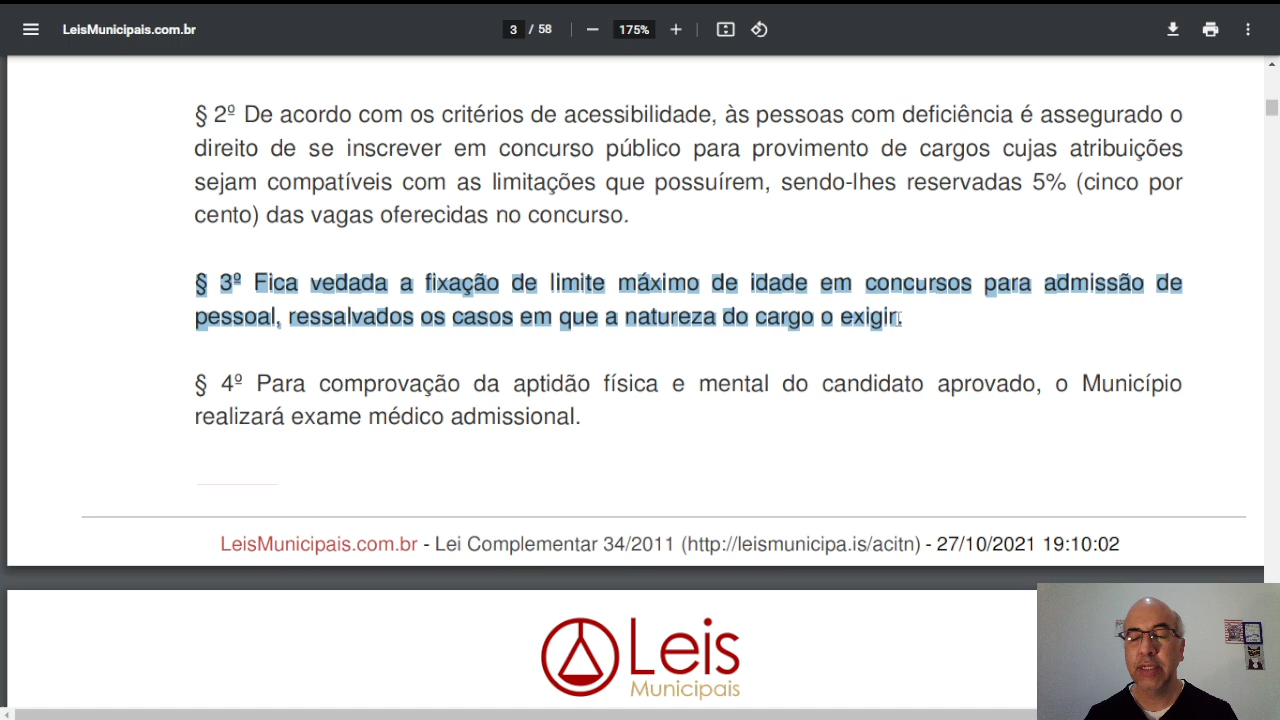 LeisMunicipais.com.br
3 / 58
175%
§ 2º De acordo com os critérios de acessibilidade, às pessoas com deficiência é assegurado o
direito de se inscrever em concurso público para provimento de cargos cujas atribuições
sejam compatíveis com as limitações que possuírem, sendo-lhes reservadas 5% (cinco por
cento) das vagas oferecidas no concurso.
§ 3º Fica vedada a fixação de limite máximo de idade em concursos para admissão de
pessoal, ressalvados os casos em que a natureza do cargo o exigir.
§ 4º Para comprovação da aptidão física e mental do candidato aprovado, o Município
realizará exame médico admissional.
LeisMunicipais.com.br - Lei Complementar 34/2011 (http://leismunicipa.is/acitn) - 27/10/2021 19:10:02
Leis
Municipais